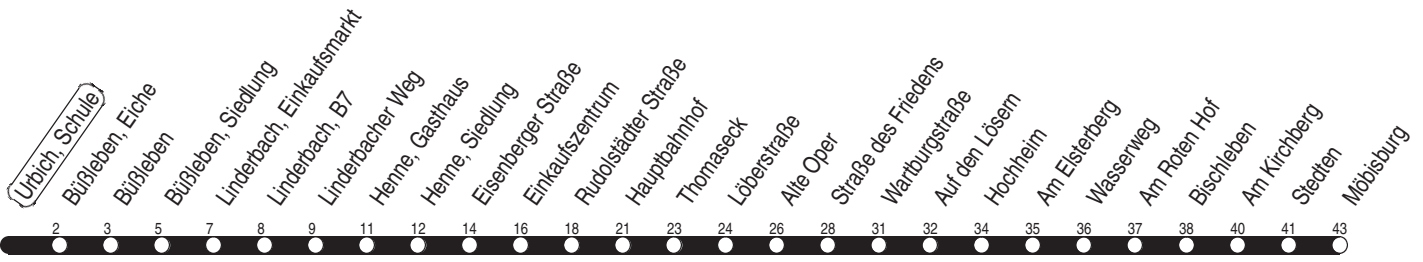 Urbich, Schule
Büßleben, Eiche
Büßleben
Büßleben, Siedlung
Linderbach, Einkaufsmarkt
Linderbach, B7
Linderbacher Weg
Henne, Gasthaus
Henne, Siedlung
Eisenberger Straße
Einkaufszentrum
Rudolstädter Straße
Hauptbahnhof
Thomaseck
Löberstraße
Alte Oper
Straße des Friedens
Wartburgstraße
Auf den Lösern
Hochheim
Am Elsterberg
Wasserweg
Am Roten Hof
Bischleben
Am Kirchberg
Stedten
Möbisburg
2 3 5 7 8 9 11 12 14 16 18 21 23 24 26 28 31 32 34 35 36 37 38 40 41 43